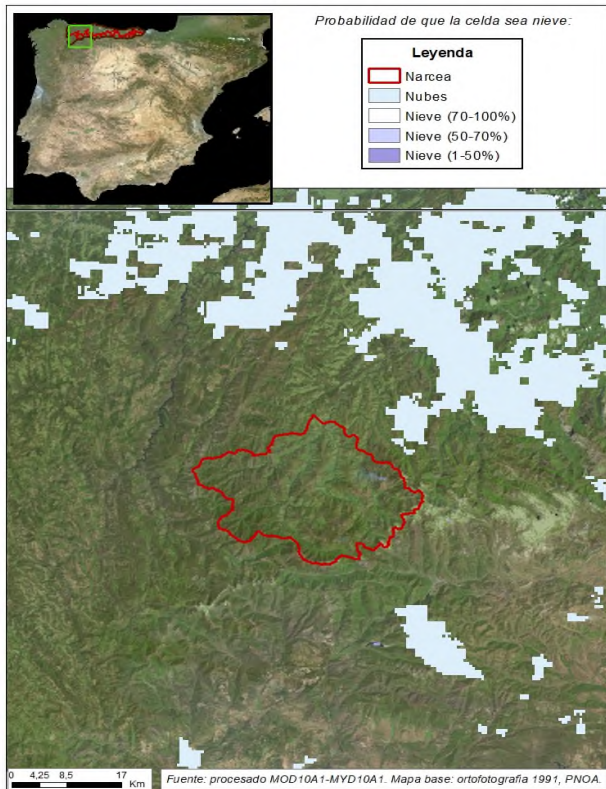 Probabilidad de que la celda sea nieve:
Leyenda
Narcea
Nubes
Nieve (70-100%)
Nieve (50-70%)
Nieve (1-50%)
0 4,25 8,5 17
Km
Fuente: procesado MOD10A1-MYD10A1. Mapa base: ortofotografia 1991, PNOA.